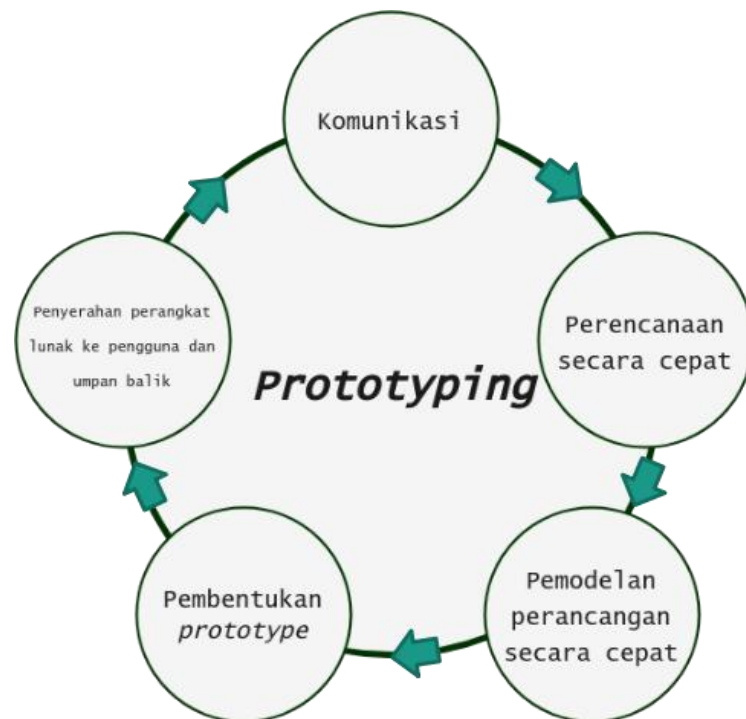 Komunikasi
Perencanaan
secara cepat
Pemodelan
perancangan
secara cepat
Pembentukan
prototype
Penyerahan perangkat
lunak ke pengguna dan
umpan balik
Prototyping